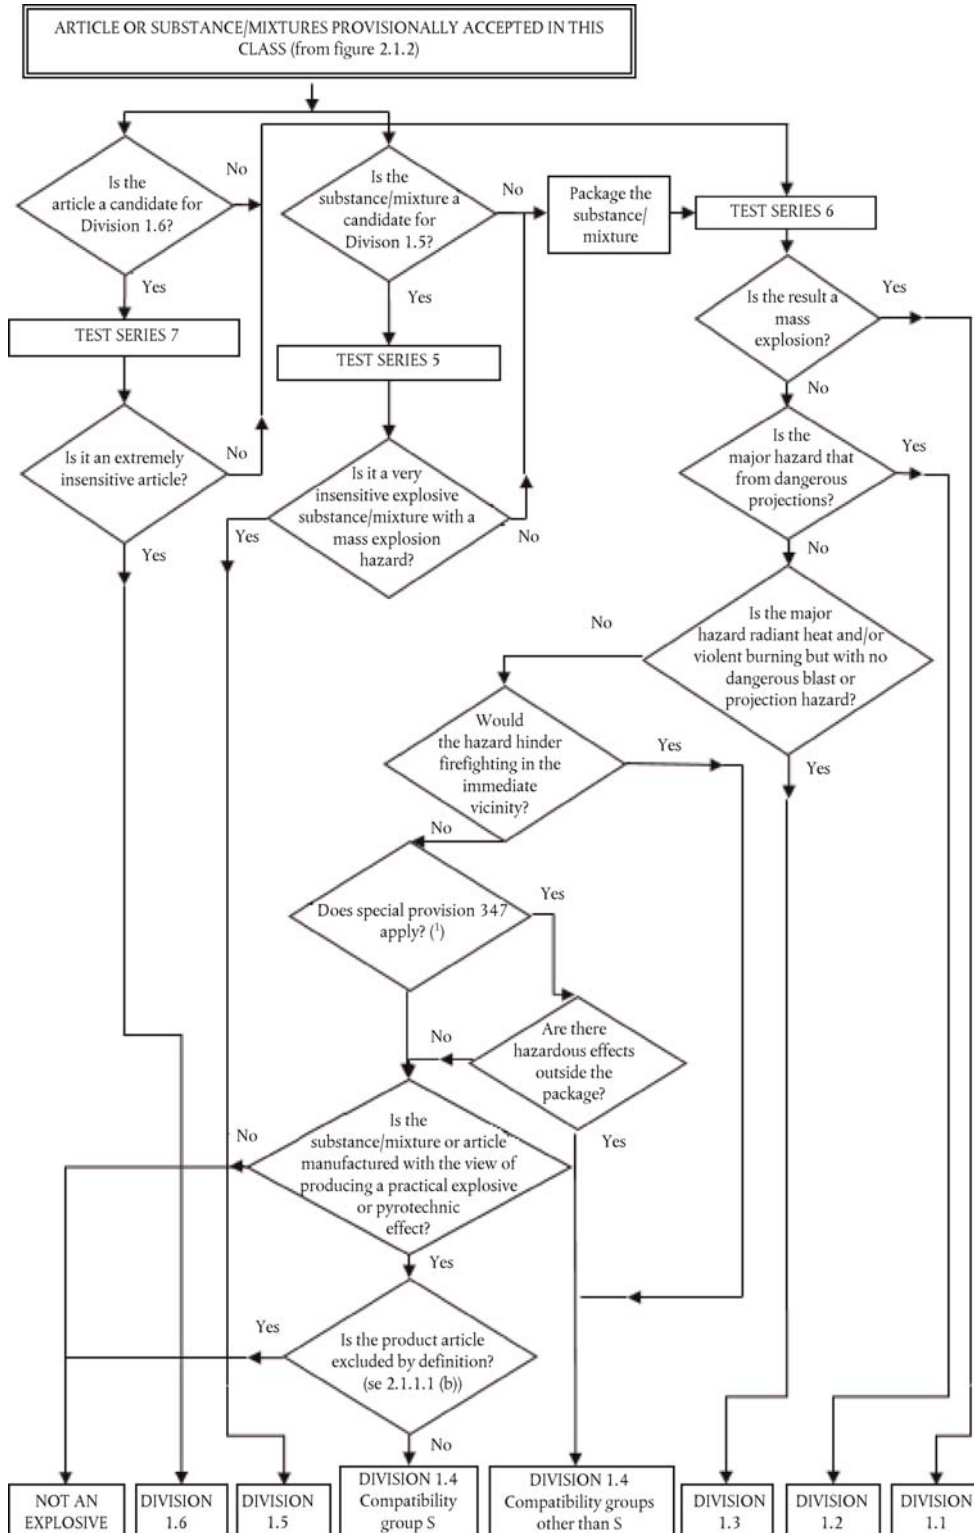 ARTICLE OR SUBSTANCE/MIXTURES PROVISIONALLY ACCEPTED IN THIS
CLASS (from figure 2.1.2)
Is the
article a candidate for
Division 1.6?
No
Yes
Is the
substance/mixture a
candidate for
Divison 1.5?
No
Yes
Package the
substance/
mixture
TEST SERIES 6
Is the result a
mass
explosion?
Yes
No
TEST SERIES 7
TEST SERIES 5
Is it an extremely
insensitive article?
No
Yes
Is it a very
insensitive explosive
substance/mixture with a
mass explosion
hazard?
Yes
No
Is the
major hazard that
from dangerous
projections?
Yes
No
Is the major
hazard radiant heat and/or
violent burning but with no
dangerous blast or
projection hazard?
No
Yes
Would
the hazard hinder
firefighting in the
immediate
vicinity?
Yes
No
Does special provision 347
apply? (¹)
Yes
Are there
hazardous effects
outside the
package?
No
Yes
Is the
substance/mixture or article
manufactured with the view of
producing a practical explosive
or pyrotechnic
effect?
No
Yes
Is the product article
excluded by definition?
(se 2.1.1.1 (b))
Yes
No
NOT AN
EXPLOSIVE
DIVISION
1.6
DIVISION
1.5
DIVISION 1.4
Compatibility
group S
DIVISION 1.4
Compatibility groups
other than S
DIVISION
1.3
DIVISION
1.2
DIVISION
1.1